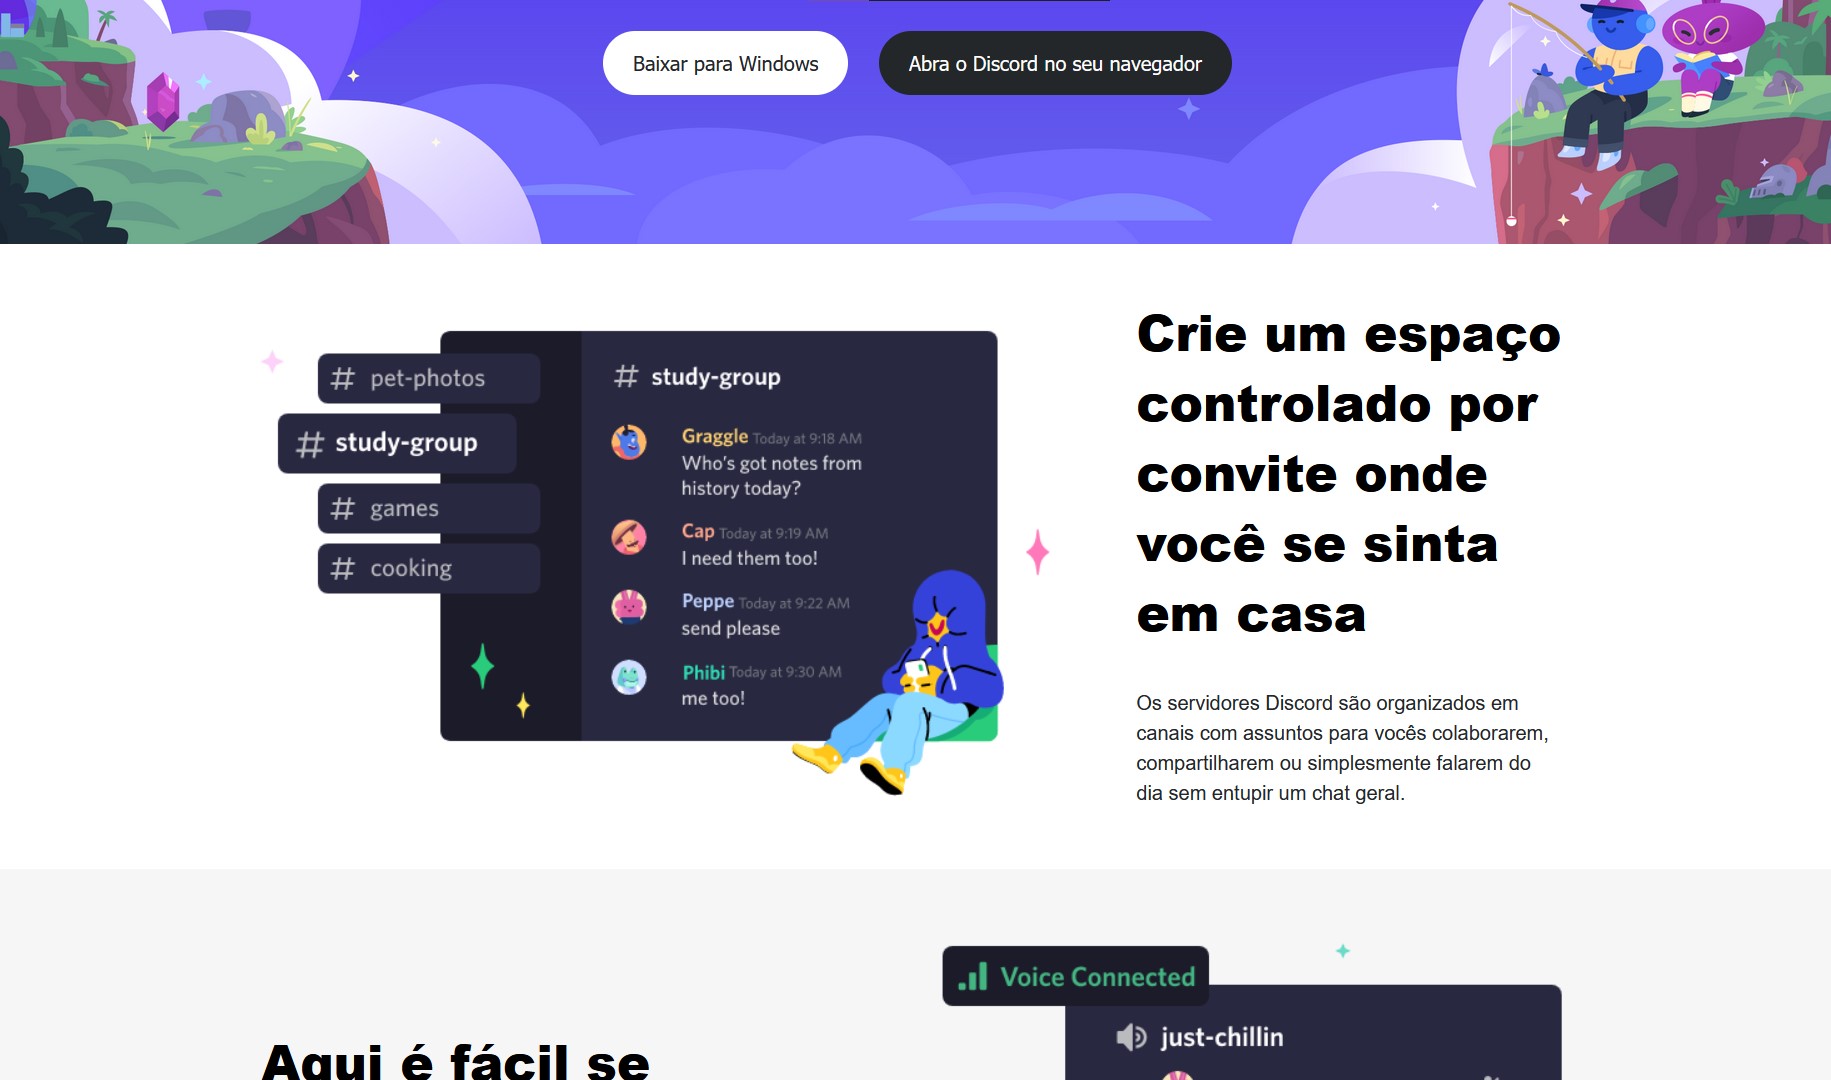 Baixar para Windows
Abra o Discord no seu navegador
# pet-photos
# study-group
# games
# cooking
# study-group
Graggle Today at 9:18 AM
Who's got notes from
history today?
Cap Today at 9:19 AM
I need them too!
Peppe Today at 9:22 AM
send please
Phibi Today at 9:30 AM
me too!
Crie um espaço
controlado por
convite onde
você se sinta
em casa
Os servidores Discord são organizados em
canais com assuntos para vocês colaborarem,
compartilharem ou simplesmente falarem do
dia sem entupir um chat geral.
Voice Connected
just-chillin
Aqui é fácil se